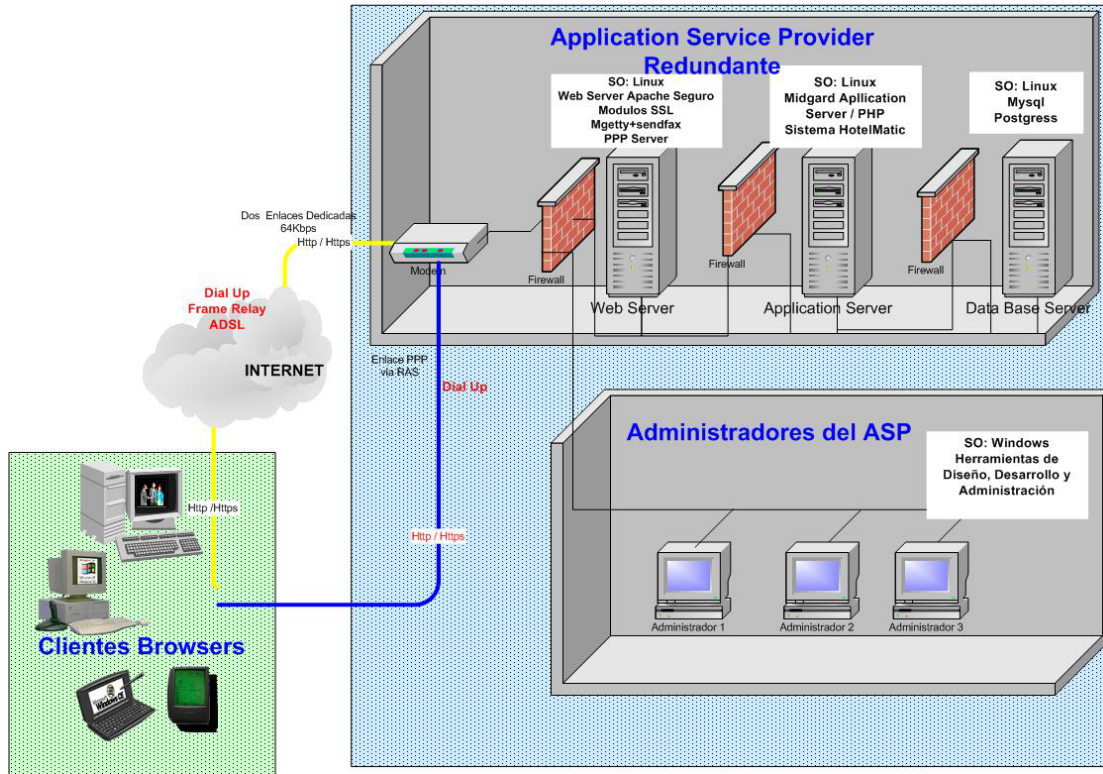 Application Service Provider
Redundante
SO: Linux
Web Server Apache Seguro
Modulos SSL
Mgetty+sendfax
PPP Server
SO: Linux
Midgard Apllication
Server / PHP
Sistema HotelMatic
SO: Linux
Mysql
Postgress
Dos Enlaces Dedicadas
64Kbps
Http / Https
Modem
Firewall
Web Server
Firewall
Application Server
Firewall
Data Base Server
Dial Up
Frame Relay
ADSL
INTERNET
Enlace PPP
via RAS
Dial Up
Administradores del ASP
SO: Windows
Herramientas de
Diseño, Desarrollo y
Administración
Http /Https
Http / Https
Administrador 1
Administrador 2
Administrador 3
Clientes Browsers
Windows CE